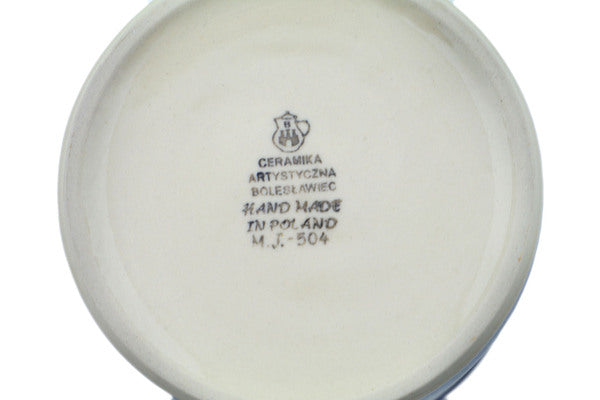 B
CERAMIKA
ARTYSTYCZNA
BOLESŁAWIEC
HAND MADE
IN POLAND
M.J.-504